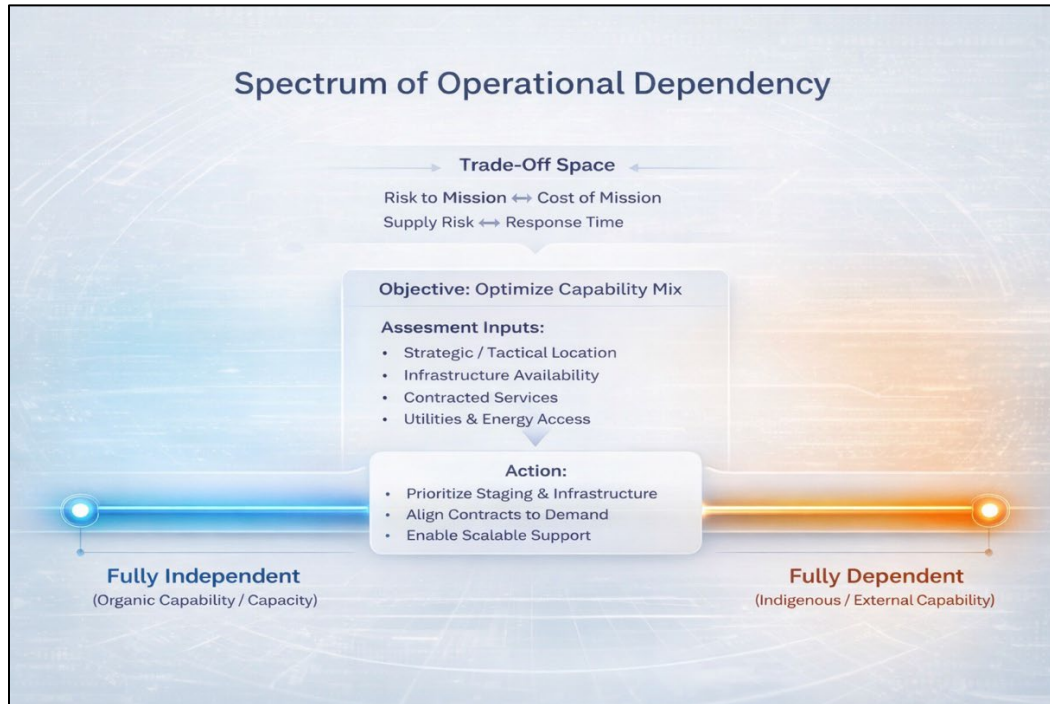 Spectrum of Operational Dependency
Trade-Off Space
Risk to Mission ↔ Cost of Mission
Supply Risk ↔ Response Time
Objective: Optimize Capability Mix
Assesment Inputs:
• Strategic / Tactical Location
• Infrastructure Availability
• Contracted Services
• Utilities & Energy Access
Action:
• Prioritize Staging & Infrastructure
• Align Contracts to Demand
• Enable Scalable Support
Fully Independent
(Organic Capability / Capacity)
Fully Dependent
(Indigenous / External Capability)